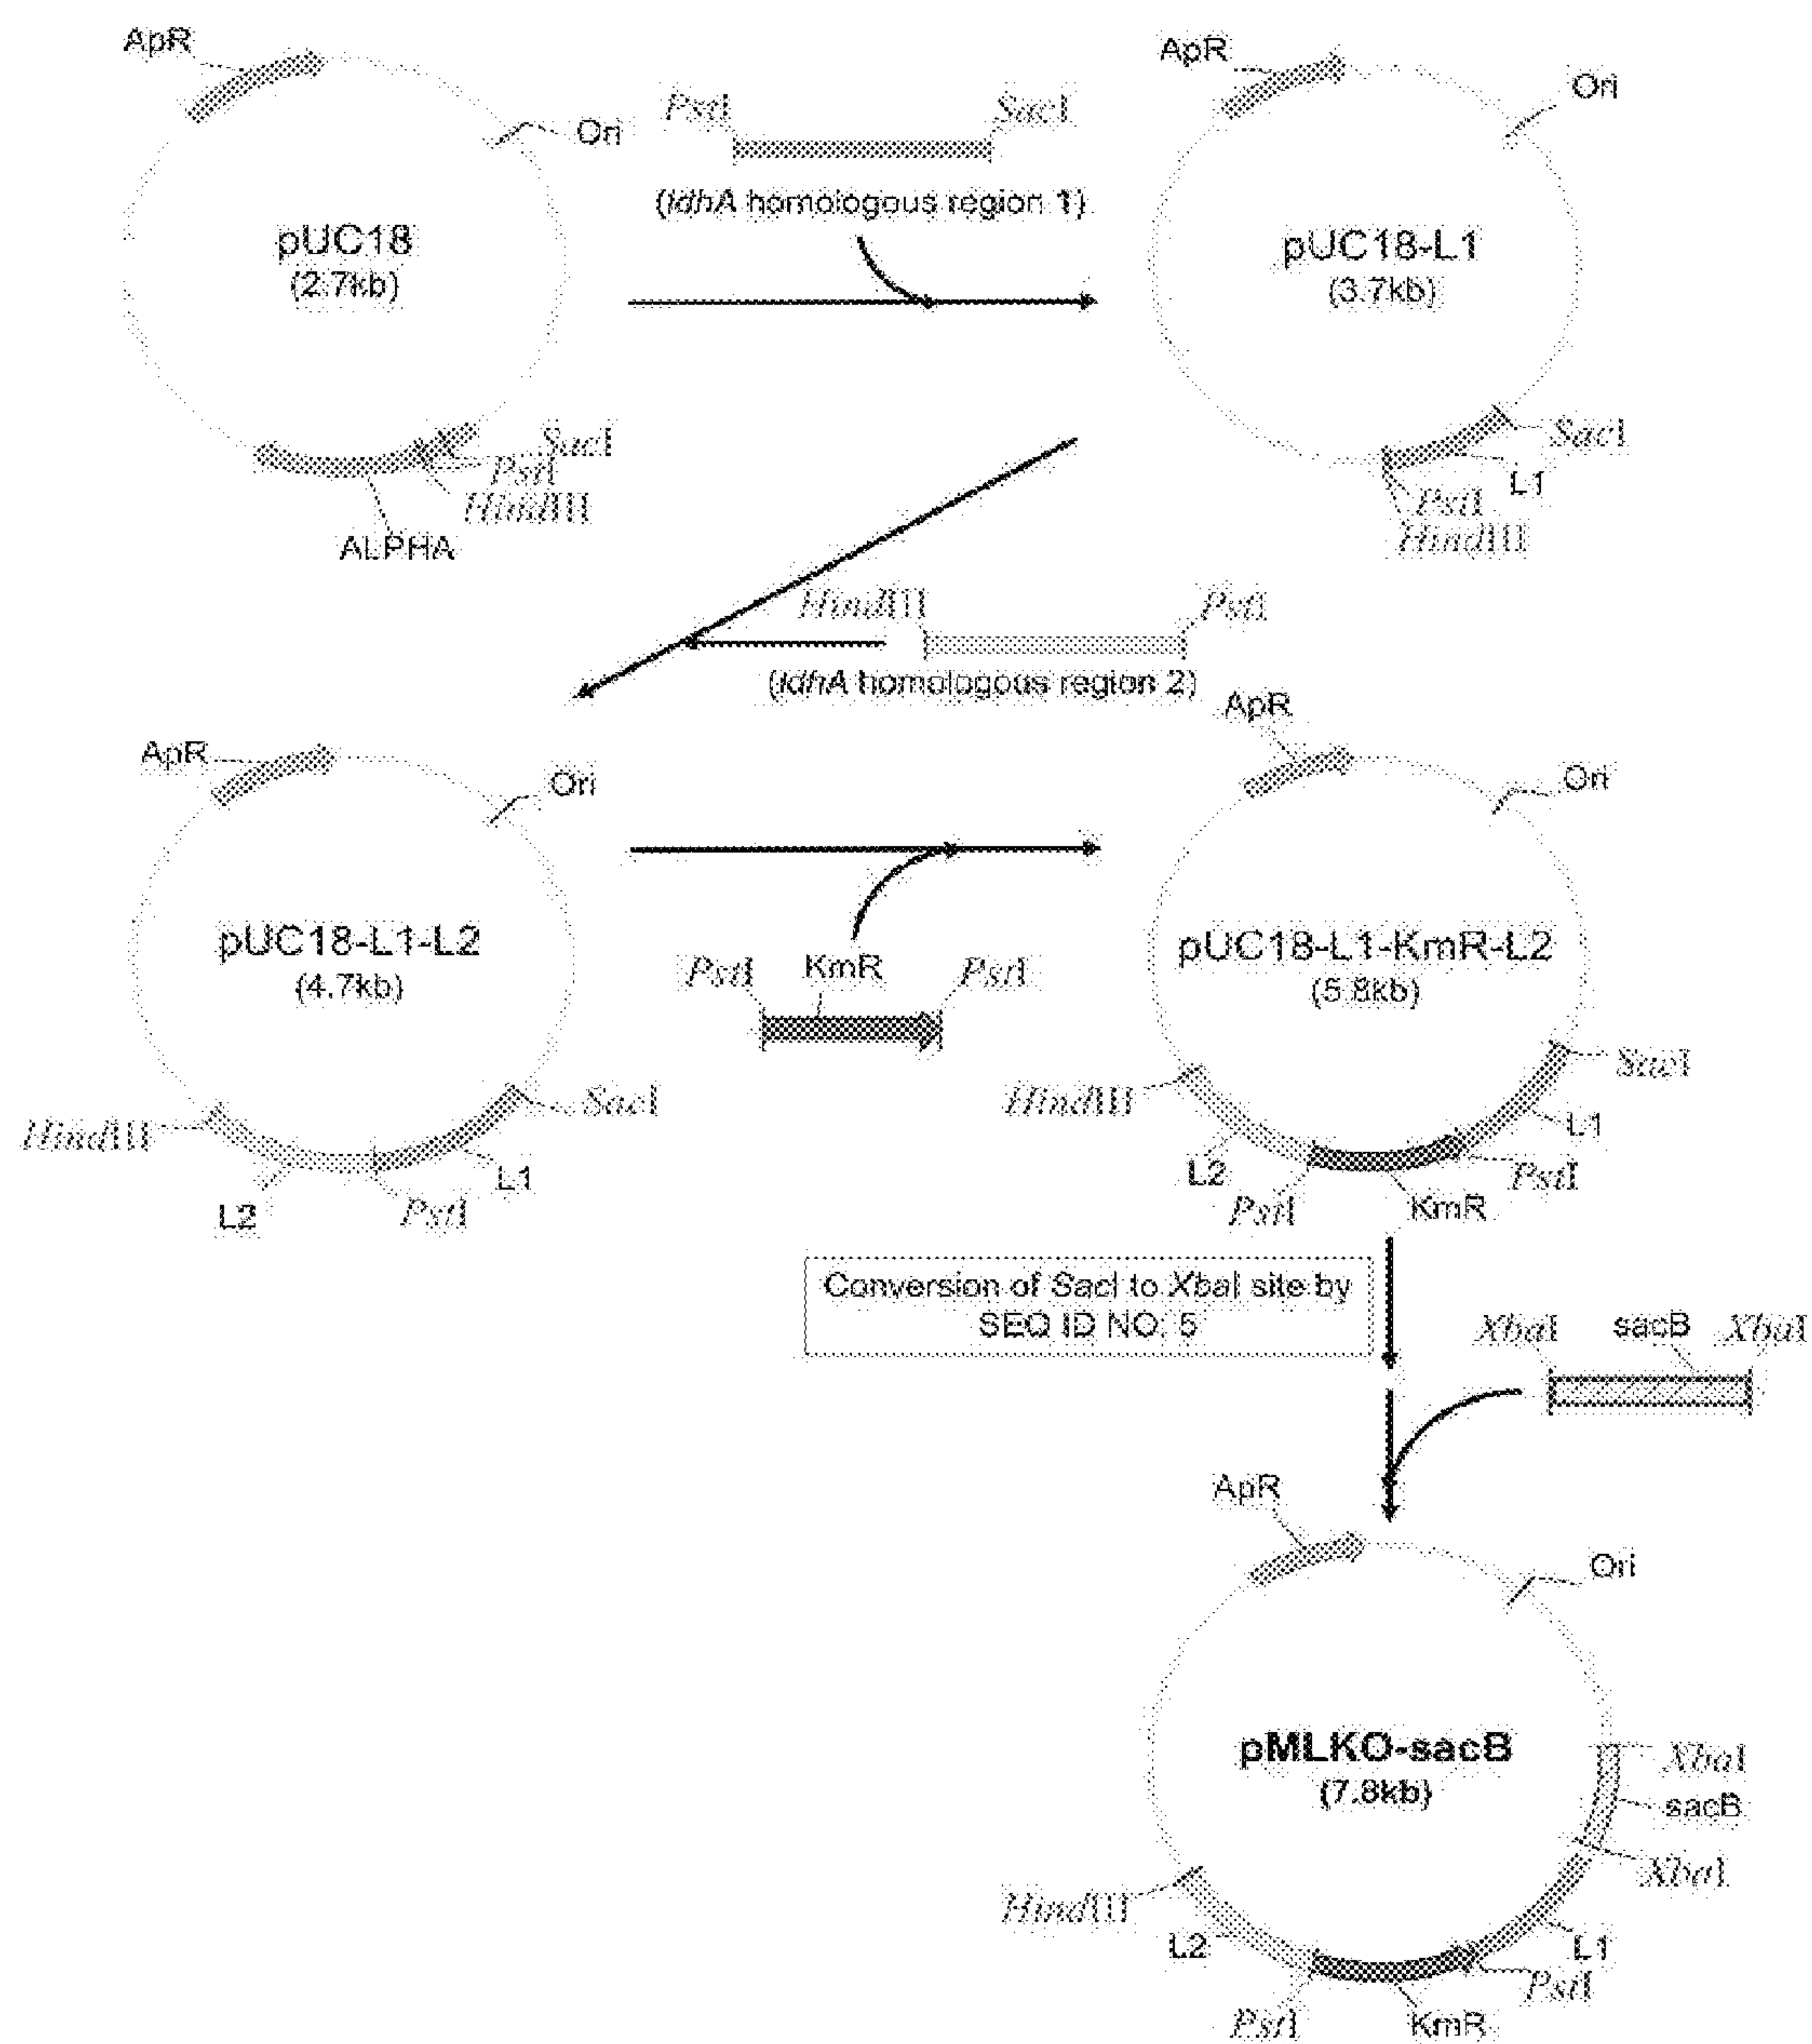 ApR
Ori
pUC18
(2.7kb)
SacI
PstI
HindIII
ALPHA
PstI
SacI
(ldhA homologous region 1)
ApR
Ori
pUC18-L1
(3.7kb)
SacI
L1
PstI
HindIII
HindIII
PstI
(ldhA homologous region 2)
ApR
Ori
pUC18-L1-L2
(4.7kb)
HindIII
SacI
L1
L2
PstI
PstI
KmR
PstI
ApR
Ori
pUC18-L1-KmR-L2
(5.8kb)
HindIII
SacI
L1
L2
PstI
PstI
KmR
Conversion of SacI to XbaI site by
SEQ ID NO: 5
XbaI
sacB
XbaI
ApR
Ori
pMLKO-sacB
(7.8kb)
XbaI
sacB
XbaI
HindIII
L2
L1
PstI
PstI
KmR